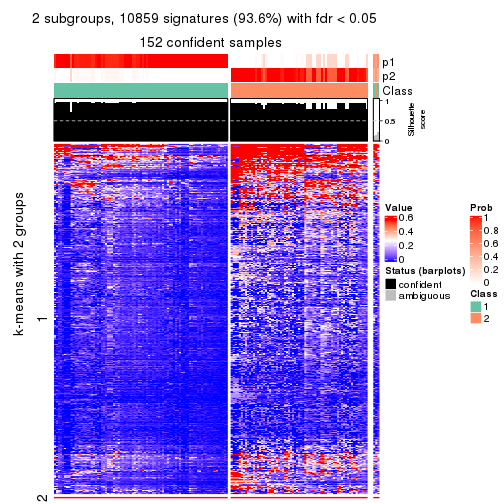 2 subgroups, 10859 signatures (93.6%) with fdr < 0.05
152 confident samples
p1
p2
Class
1
0.5
0
Silhouette
score
k-means with 2 groups
1
2
Value
0.6
0.4
0.2
0
Status (barplots)
confident
ambiguous
Prob
1
0.8
0.6
0.4
0.2
0
Class
1
2